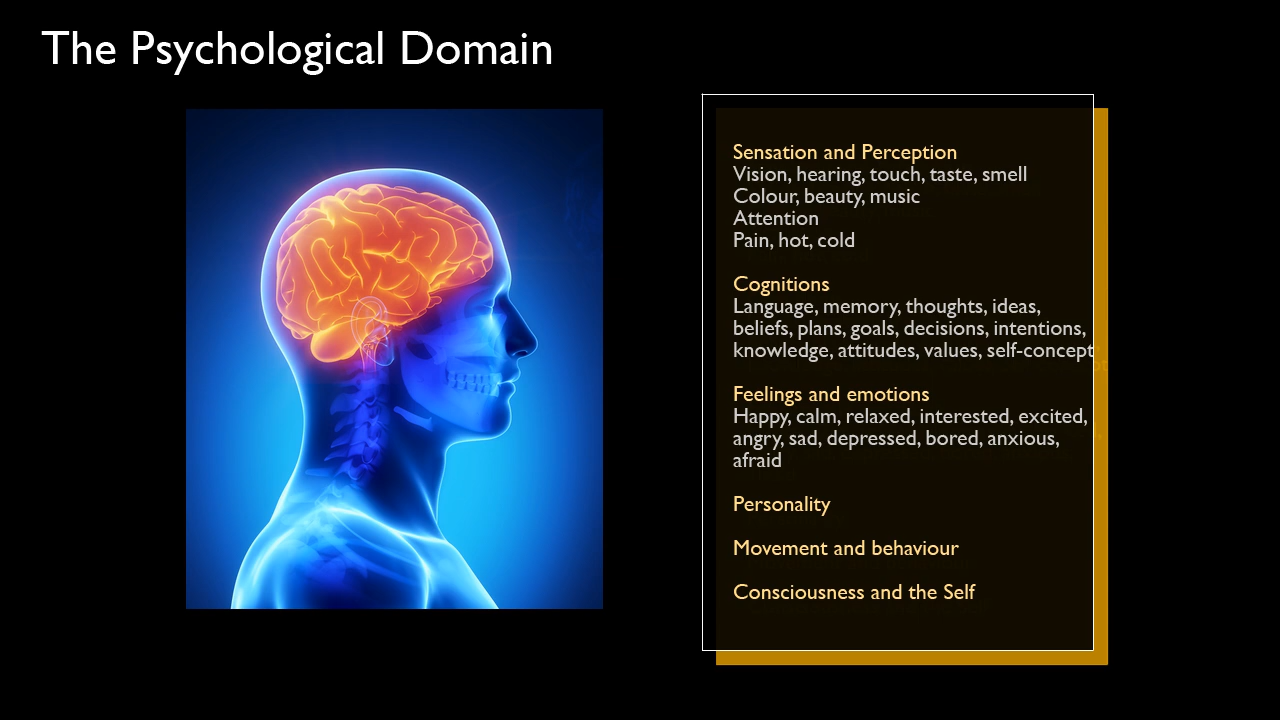 The Psychological Domain
Sensation and Perception
Vision, hearing, touch, taste, smell
Colour, beauty, music
Attention
Pain, hot, cold
Cognitions
Language, memory, thoughts, ideas,
beliefs, plans, goals, decisions, intentions,
knowledge, attitudes, values, self-concept
Feelings and emotions
Happy, calm, relaxed, interested, excited,
angry, sad, depressed, bored, anxious,
afraid
Personality
Movement and behaviour
Consciousness and the Self